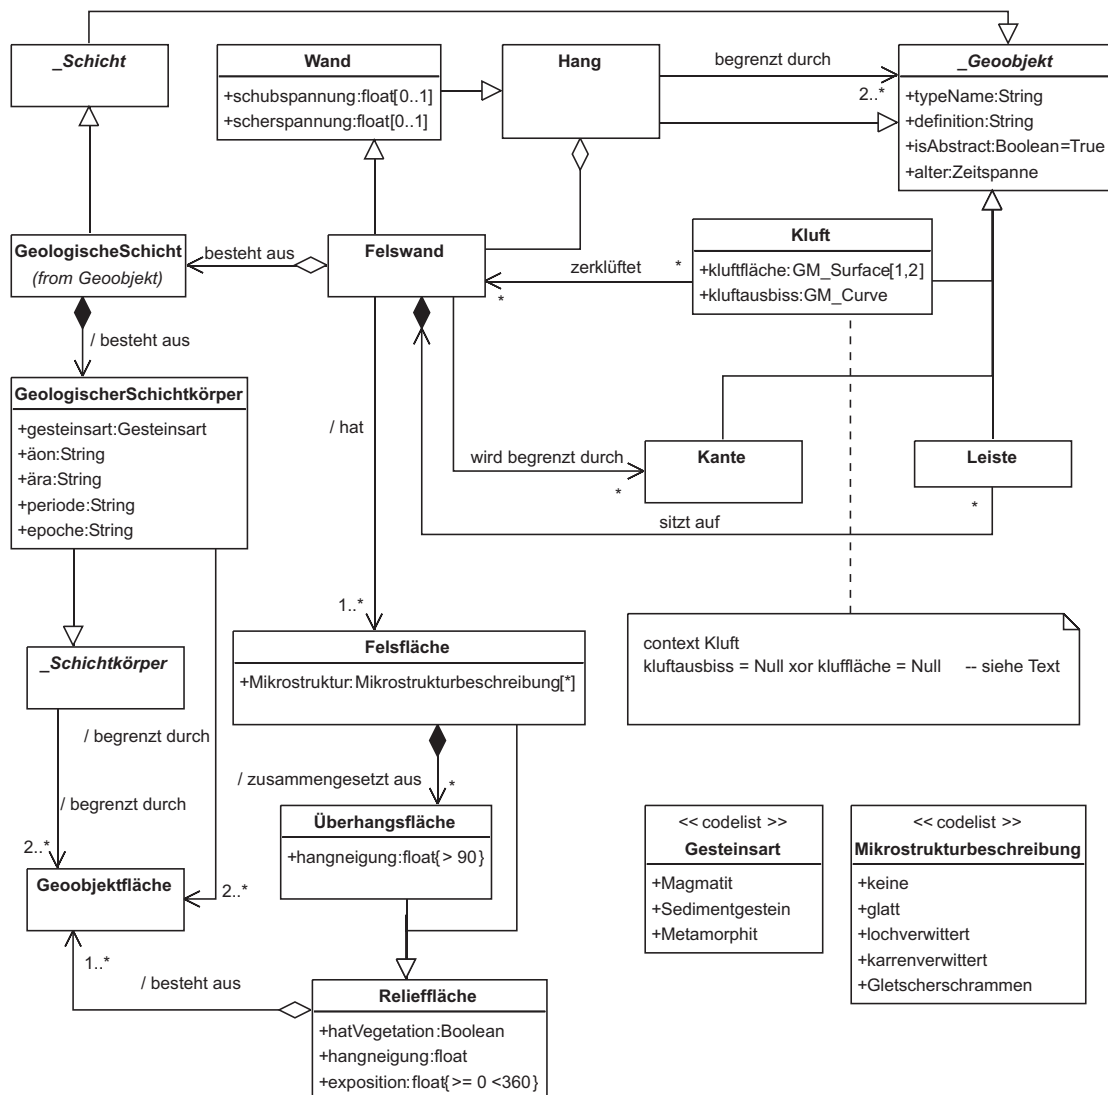 _Schicht
Wand
+schubspannung:float[0..1]
+scherspannung:float[0..1]
Hang
begrenzt durch
2..*
_Geoobjekt
+typeName:String
+definition:String
+isAbstract:Boolean=True
+alter:Zeitspanne
GeologischeSchicht
(from Geoobjekt)
besteht aus
Felswand
zerklüftet
*
*
Kluft
+kluftfläche:GM_Surface[1,2]
+kluftausbiss:GM_Curve
/ besteht aus
GeologischerSchichtkörper
+gesteinsart:Gesteinsart
+äon:String
+ära:String
+periode:String
+epoche:String
/ hat
wird begrenzt durch
*
Kante
Leiste
*
sitzt auf
1..*
_Schichtkörper
Felsfläche
+Mikrostruktur:Mikrostrukturbeschreibung[*]
context Kluft
kluftausbiss = Null xor kluffläche = Null -- siehe Text
/ begrenzt durch
/ begrenzt durch
/ zusammengesetzt aus
*
2..*
2..*
Geoobjektfläche
Überhangsfläche
+hangneigung:float{> 90}
<< codelist >>
Gesteinsart
+Magmatit
+Sedimentgestein
+Metamorphit
<< codelist >>
Mikrostrukturbeschreibung
+keine
+glatt
+lochverwittert
+karrenverwittert
+Gletscherschrammen
1..*
/ besteht aus
Relieffläche
+hatVegetation:Boolean
+hangneigung:float
+exposition:float{>= 0 <360}